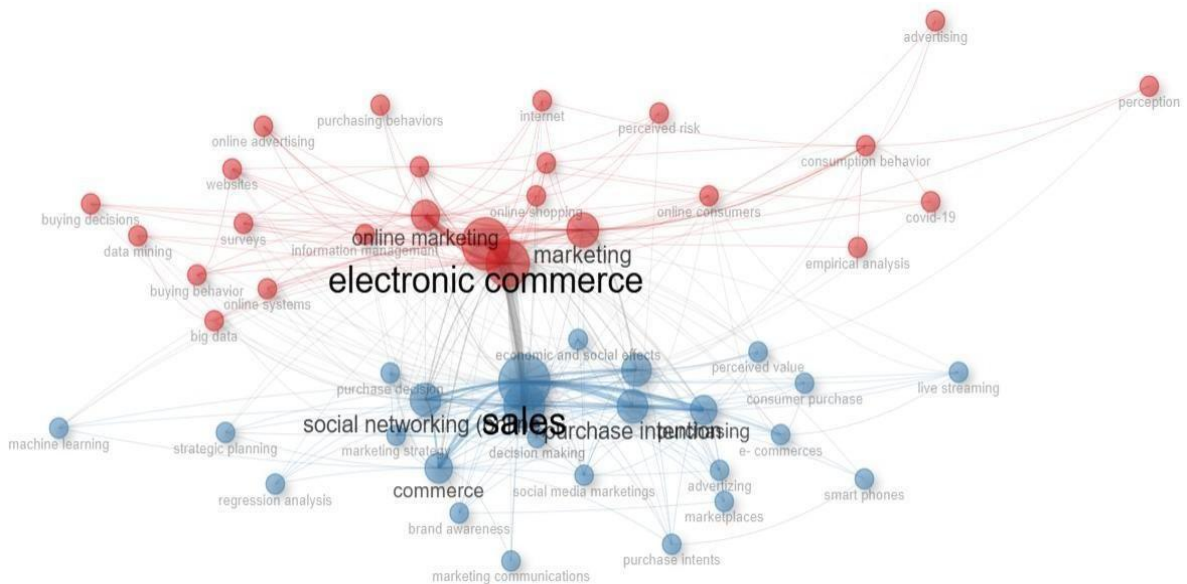 advertising
perception
purchasing behaviors
internet
perceived risk
online advertising
consumption behavior
websites
buying decisions
online shopping
online consumers
covid-19
surveys
data mining
information management
online marketing
marketing
empirical analysis
electronic commerce
buying behavior
online systems
big data
economic and social effects
perceived value
purchase decision
consumer purchase
live streaming
social networking (
sales
purchase intention
purchasing
machine learning
strategic planning
marketing strategy
decision making
e- commerces
commerce
social media marketings
advertizing
smart phones
regression analysis
marketplaces
brand awareness
purchase intents
marketing communications